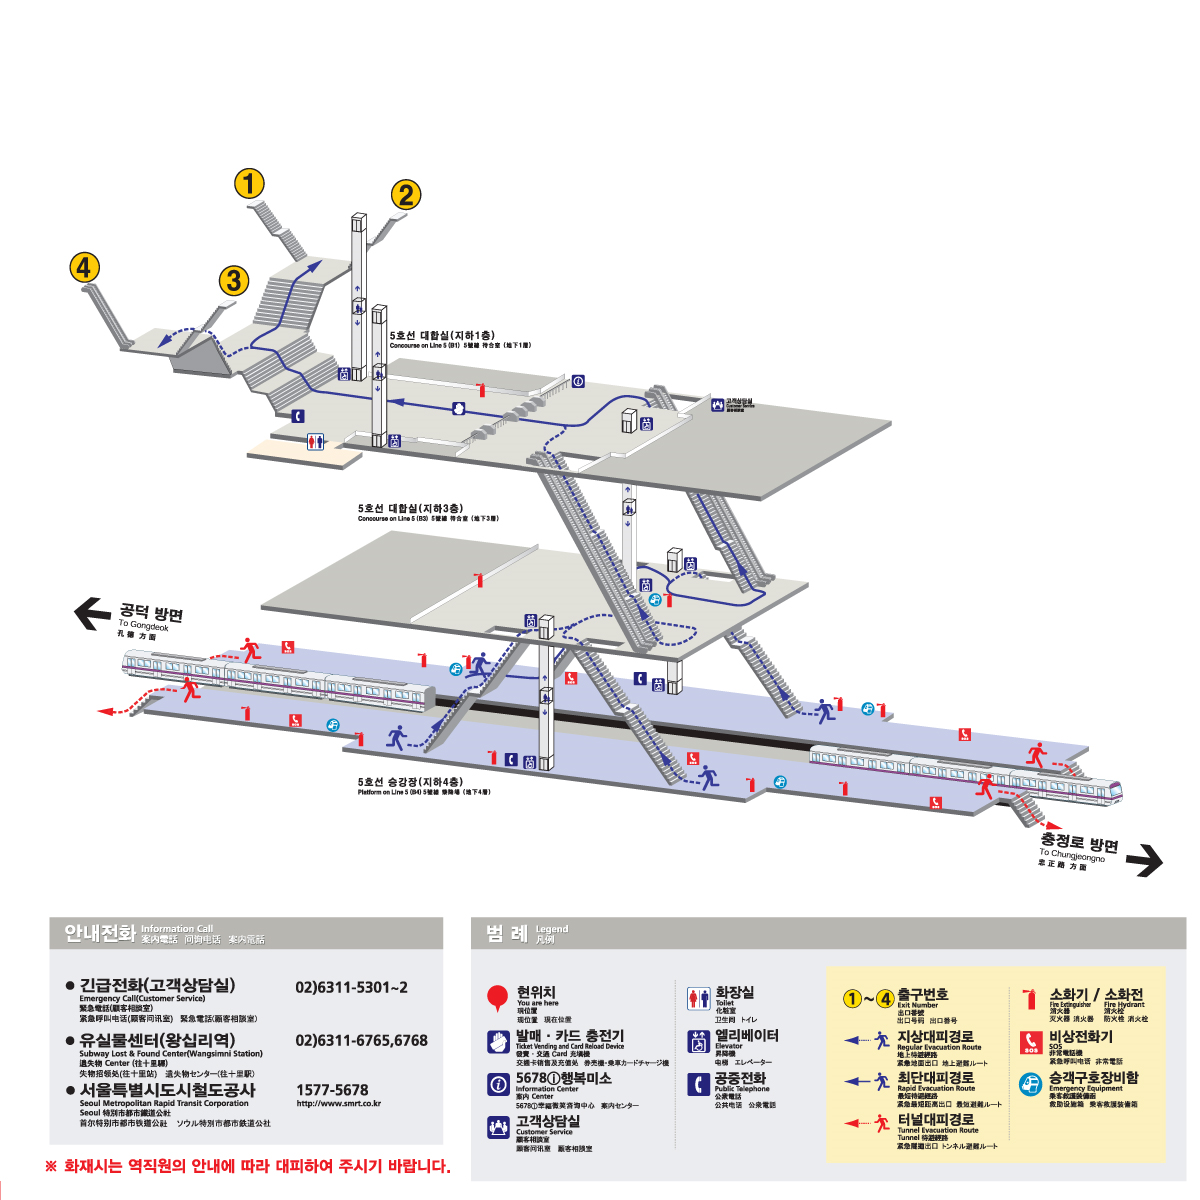 1
2
4
3
5호선 대합실(지하1층)
Concourse on Line 5 (B1) 5號線 待合室 (地下1層)
고객상담실
Customer Service
5호선 대합실(지하3층)
Concourse on Line 5 (B3) 5號線 待合室 (地下3層)
공덕 방면
To Gongdeok
孔德 方面
5호선 승강장(지하4층)
Platform on Line 5 (B4) 5號線 乘降場 (地下4層)
충정로 방면
To Chungjeongno
忠正路 方面
안내전화 Information Call
案內電話 问询电话 案内電話
긴급전화(고객상담실) 02)6311-5301~2
Emergency Call(Customer Service)
緊急電話(顧客相談室)
紧急呼叫电话(顾客问讯室) 緊急電話(顧客相談室)
유실물센터(왕십리역) 02)6311-6765,6768
Subway Lost & Found Center(Wangsimni Station)
遺失物 Center (往十里驛)
失物招领处(往十里站) 遺失物センター(往十里駅)
서울특별시도시철도공사 1577-5678
Seoul Metropolitan Rapid Transit Corporation http://www.smrt.co.kr
Seoul 特別市都市鐵道公社
首尔特别市都市铁道公社 ソウル特別市都市鉄道公社
※ 화재시는 역직원의 안내에 따라 대피하여 주시기 바랍니다.
범 례 Legend
凡例
현위치
You are here
現位置
现位置 現在位置
발매 · 카드 충전기
Ticket Vending and Card Reload Device
發賣 · 交通 Card 充塡機
交通卡销售及充值处 券売機·乗車カードチャージ機
5678ⓘ행복미소
Information Center
案內 Center
5678ⓘ幸福微笑咨询中心 案内センター
고객상담실
Customer Service
顧客相談室
顾客问讯室 顧客相談室
화장실
Toliet
化粧室
卫生间 トイレ
엘리베이터
Elevator
昇降機
电梯 エレベーター
공중전화
Public Telephone
公衆電話
公共电话 公衆電話
1 ~ 4 출구번호
Exit Number
出口番號
出口号码 出口番号
지상대피경로
Regular Evacuation Route
地上待避經路
紧急地面出口 地上避難ルート
최단대피경로
Rapid Evacuation Route
最短待避經路
紧急最短距离出口 最短避難ルート
터널대피경로
Tunnel Evacuation Route
Tunnel 待避經路
紧急隧道出口 トンネル避難ルート
소화기 / 소화전
Fire Extinguisher Fire Hydrant
消火器 消火栓
灭火器 消火器 防火栓 消火栓
SOS 비상전화기
SOS
非常電話機
紧急呼叫电话 非常電話
승객구호장비함
Emergency Equipment
乘客救護裝備函
救助设施箱 乗客救護装備箱